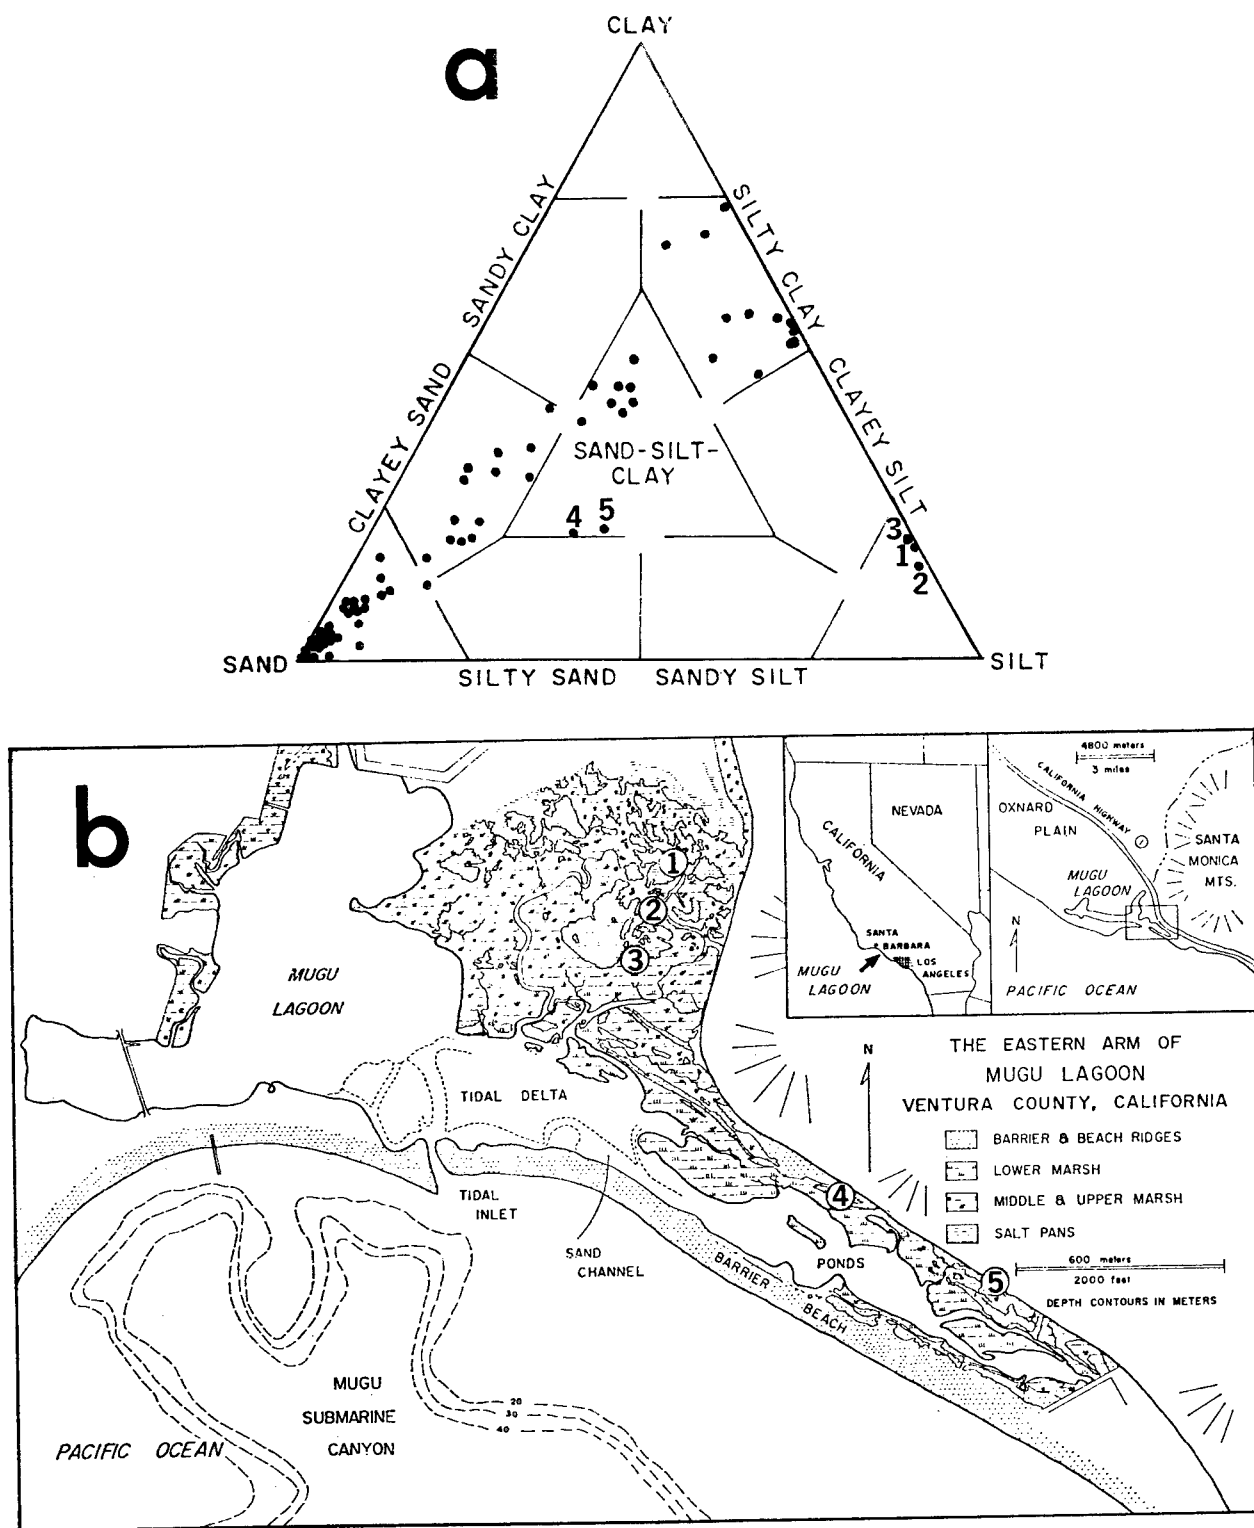 a
CLAY
SANDY CLAY
SILTY CLAY
CLAYEY SAND
CLAYEY SILT
SAND-SILT-
CLAY
4
5
3
1
2
SAND
SILT
SILTY SAND
SANDY SILT
b
1
2
3
4
5
MUGU
LAGOON
TIDAL DELTA
TIDAL
INLET
SAND
CHANNEL
BARRIER
BEACH
PONDS
MUGU
SUBMARINE
CANYON
PACIFIC OCEAN
20
30
40
NEVADA
CALIFORNIA
SANTA
BARBARA
LOS
ANGELES
MUGU
LAGOON
4800 meters
3 miles
CALIFORNIA HIGHWAY
OXNARD
PLAIN
SANTA
MONICA
MTS.
MUGU
LAGOON
N
PACIFIC OCEAN
N
THE EASTERN ARM OF
MUGU LAGOON
VENTURA COUNTY, CALIFORNIA
BARRIER & BEACH RIDGES
LOWER MARSH
MIDDLE & UPPER MARSH
SALT PANS
600 meters
2000 feet
DEPTH CONTOURS IN METERS